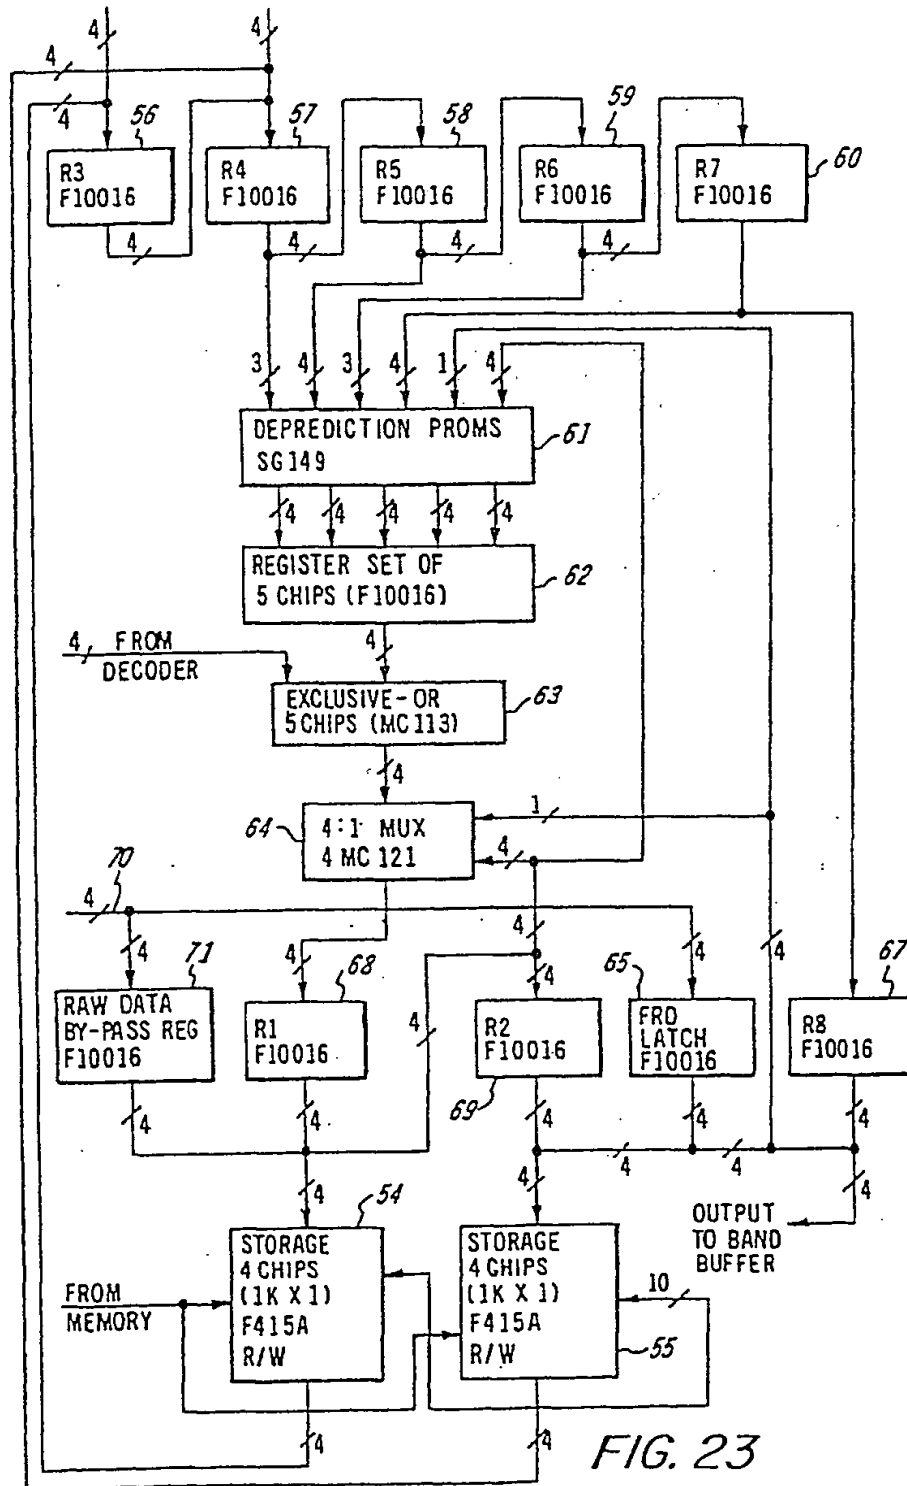 4 4
4
4
56 57 58 59
R3
F10016
R4
F10016
R5
F10016
R6
F10016
R7
F10016
60
4 4 4 4
3 4 3 4 1 4
DEPREDICTION PROMS
SG149
61
4 4 4 4 4
REGISTER SET OF
5 CHIPS (F10016)
62
4 FROM
DECODER
4
EXCLUSIVE-OR
5 CHIPS (MC113)
63
4
64
4:1 MUX
4 MC121
1
4
70
4
4
4
4
4
4
71
RAW DATA
BY-PASS REG
F10016
68
R1
F10016
4
4
R2
F10016
69
65
FRD
LATCH
F10016
67
R8
F10016
4 4 4 4 4
4 4
4 4 4
54
STORAGE
4 CHIPS
(1K X 1)
F415A
R/W
STORAGE
4 CHIPS
(1K X 1)
F415A
R/W
10
55
OUTPUT
TO BAND
BUFFER
FROM
MEMORY
4 4
FIG. 23